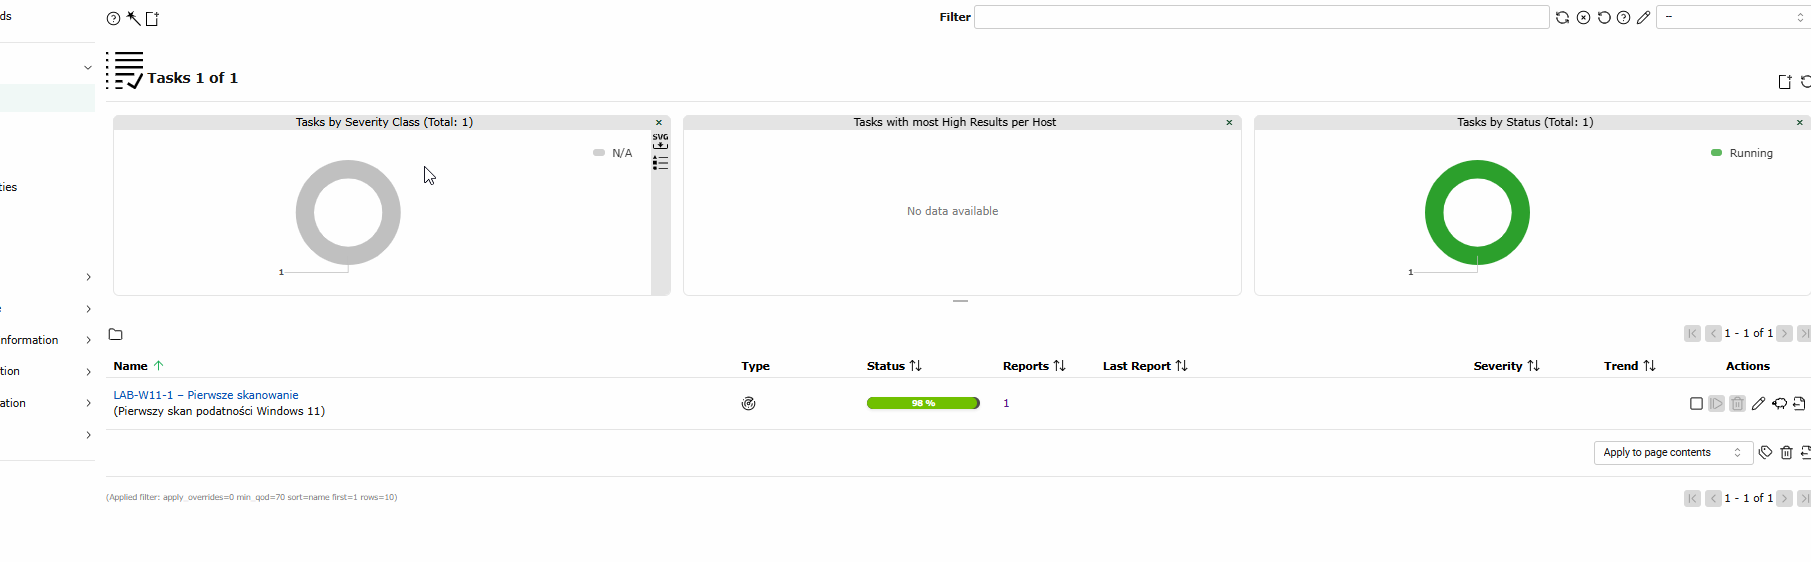 ds
Filter
--
Tasks 1 of 1
Tasks by Severity Class (Total: 1)
×
Tasks with most High Results per Host
×
Tasks by Status (Total: 1)
×
SVG
N/A
Running
ties
No data available
1
1
nformation
1 - 1 of 1
tion
Name
Type
Status
Reports
Last Report
Severity
Trend
Actions
ation
LAB-W11-1 – Pierwsze skanowanie
(Pierwszy skan podatności Windows 11)
98 %
1
Apply to page contents
(Applied filter: apply_overrides=0 min_qod=70 sort=name first=1 rows=10)
1 - 1 of 1